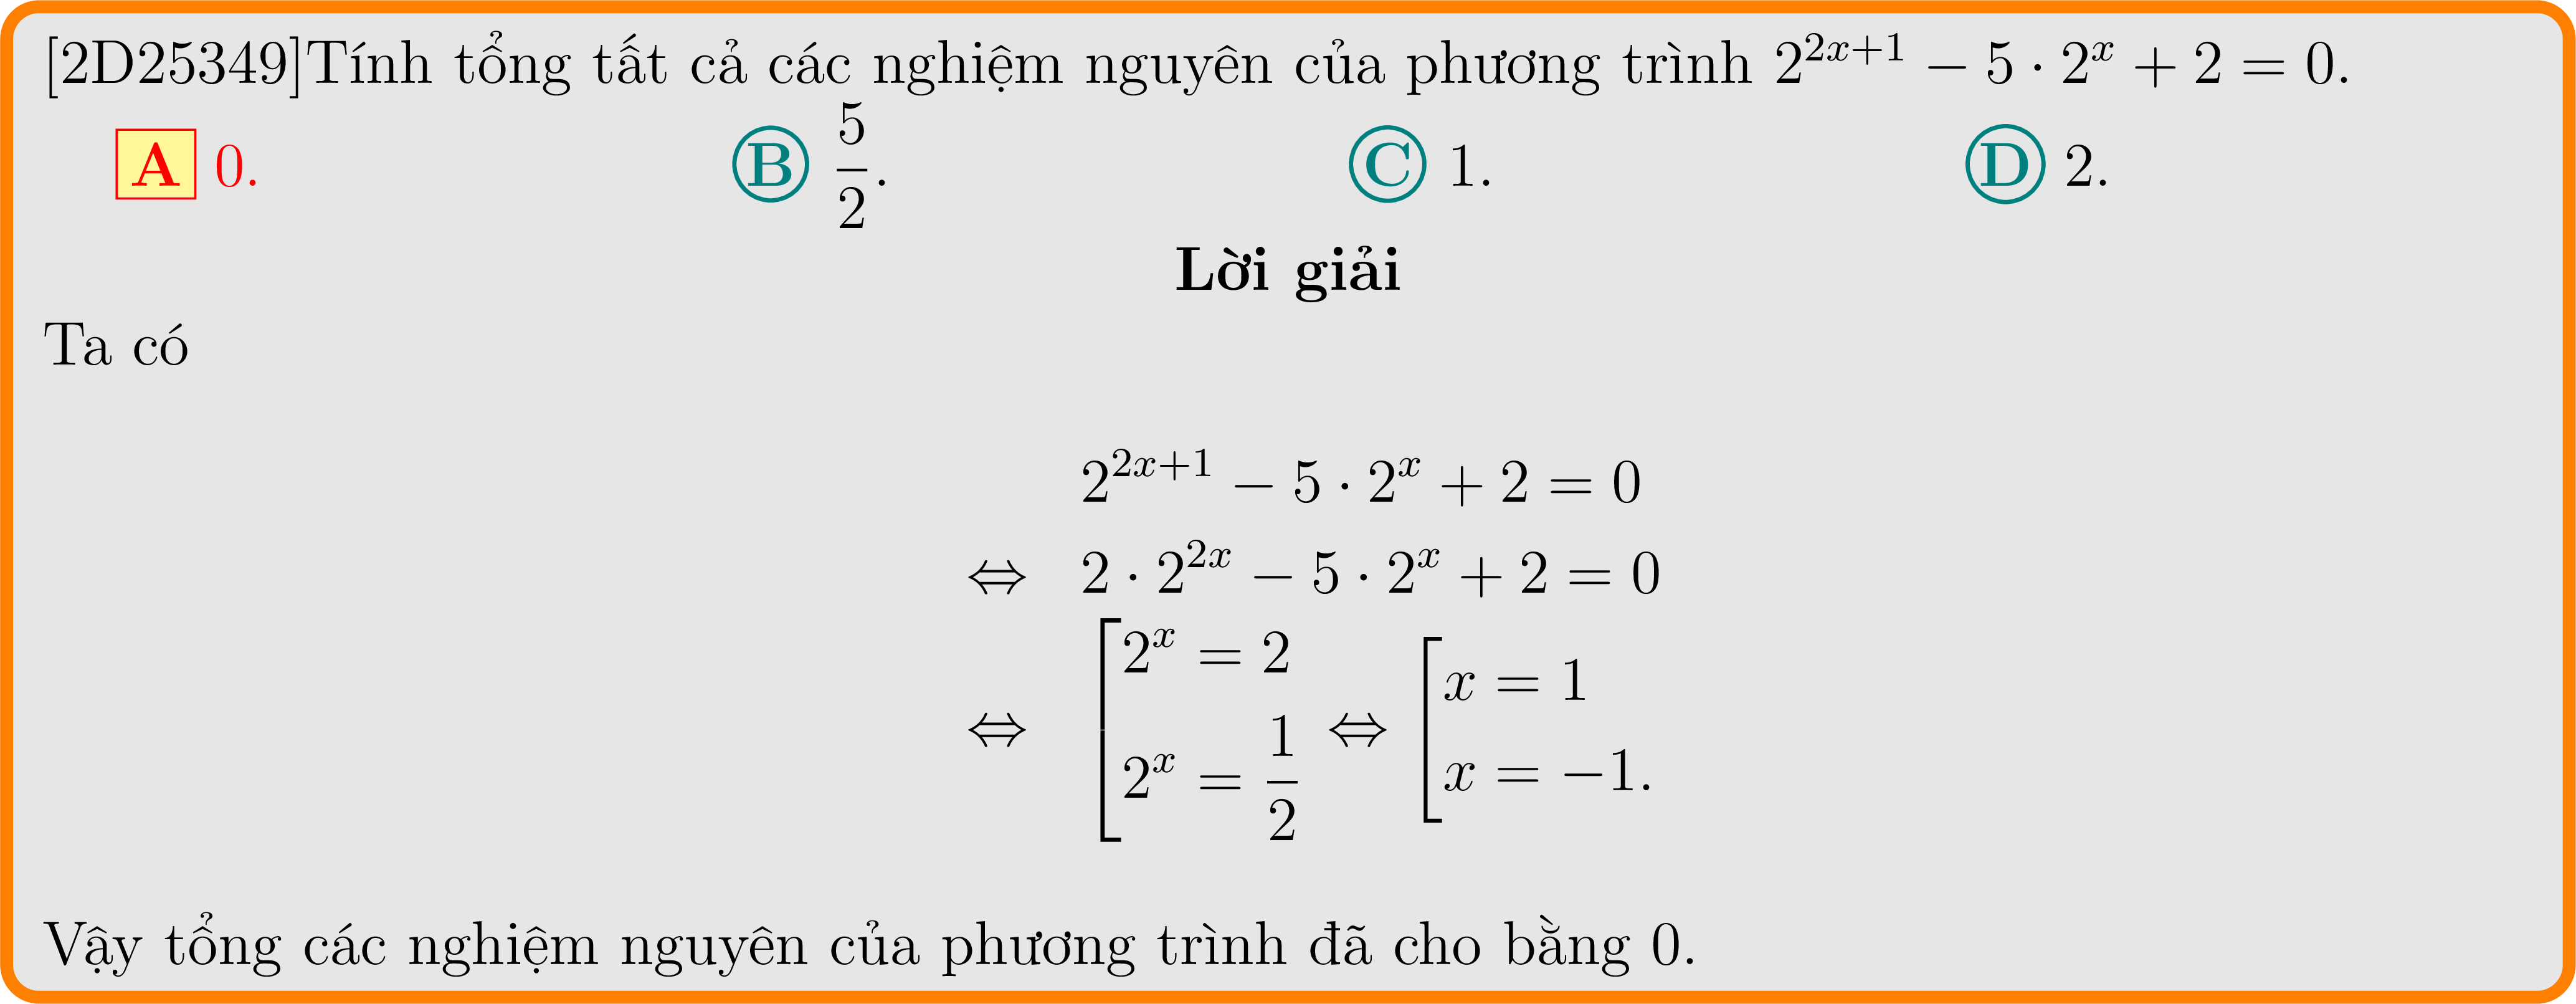 [2D25349]Tính tổng tất cả các nghiệm nguyên của phương trình $2^{2x+1} - 5 \cdot 2^x + 2 = 0$.
A 0. B $\frac{5}{2}$. C 1. D 2.
Lời giải
Ta có
$2^{2x+1} - 5 \cdot 2^x + 2 = 0$
$\Leftrightarrow 2 \cdot 2^{2x} - 5 \cdot 2^x + 2 = 0$
$\Leftrightarrow \left[\begin{array}{l} 2^x = 2 \\ 2^x = \frac{1}{2} \end{array}\right. \Leftrightarrow \left[\begin{array}{l} x = 1 \\ x = -1. \end{array}\right.$
Vậy tổng các nghiệm nguyên của phương trình đã cho bằng 0.